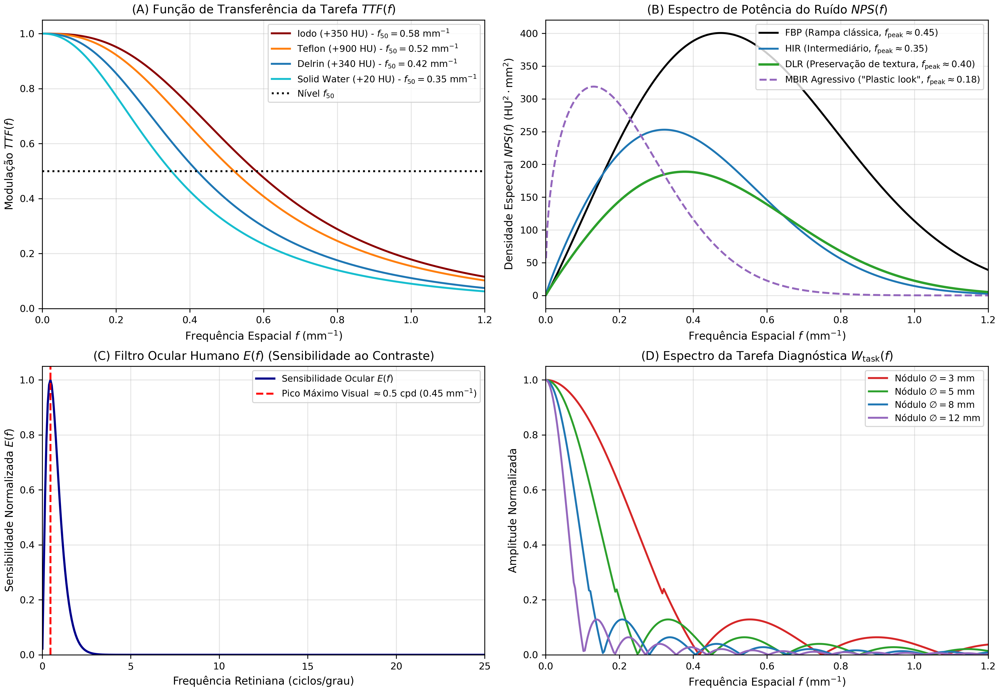 (A) Função de Transferência da Tarefa TTF(f)
Modulação TTF(f)
1.0
0.8
0.6
0.4
0.2
0.0
Iodo (+350 HU) - f₅₀ = 0.58 mm⁻¹
Teflon (+900 HU) - f₅₀ = 0.52 mm⁻¹
Delrin (+340 HU) - f₅₀ = 0.42 mm⁻¹
Solid Water (+20 HU) - f₅₀ = 0.35 mm⁻¹
Nível f₅₀
0.0 0.2 0.4 0.6 0.8 1.0 1.2
Frequência Espacial f (mm⁻¹)
(B) Espectro de Potência do Ruído NPS(f)
Densidade Espectral NPS(f) (HU² · mm²)
400
350
300
250
200
150
100
50
0
FBP (Rampa clássica, f_peak ≈ 0.45)
HIR (Intermediário, f_peak ≈ 0.35)
DLR (Preservação de textura, f_peak ≈ 0.40)
MBIR Agressivo ("Plastic look", f_peak ≈ 0.18)
0.0 0.2 0.4 0.6 0.8 1.0 1.2
Frequência Espacial f (mm⁻¹)
(C) Filtro Ocular Humano E(f) (Sensibilidade ao Contraste)
Sensibilidade Normalizada E(f)
1.0
0.8
0.6
0.4
0.2
0.0
Sensibilidade Ocular E(f)
Pico Máximo Visual ≈ 0.5 cpd (0.45 mm⁻¹)
0 5 10 15 20 25
Frequência Retiniana (ciclos/grau)
(D) Espectro da Tarefa Diagnóstica W_task(f)
Amplitude Normalizada
1.0
0.8
0.6
0.4
0.2
0.0
Nódulo ∅ = 3 mm
Nódulo ∅ = 5 mm
Nódulo ∅ = 8 mm
Nódulo ∅ = 12 mm
0.0 0.2 0.4 0.6 0.8 1.0 1.2
Frequência Espacial f (mm⁻¹)